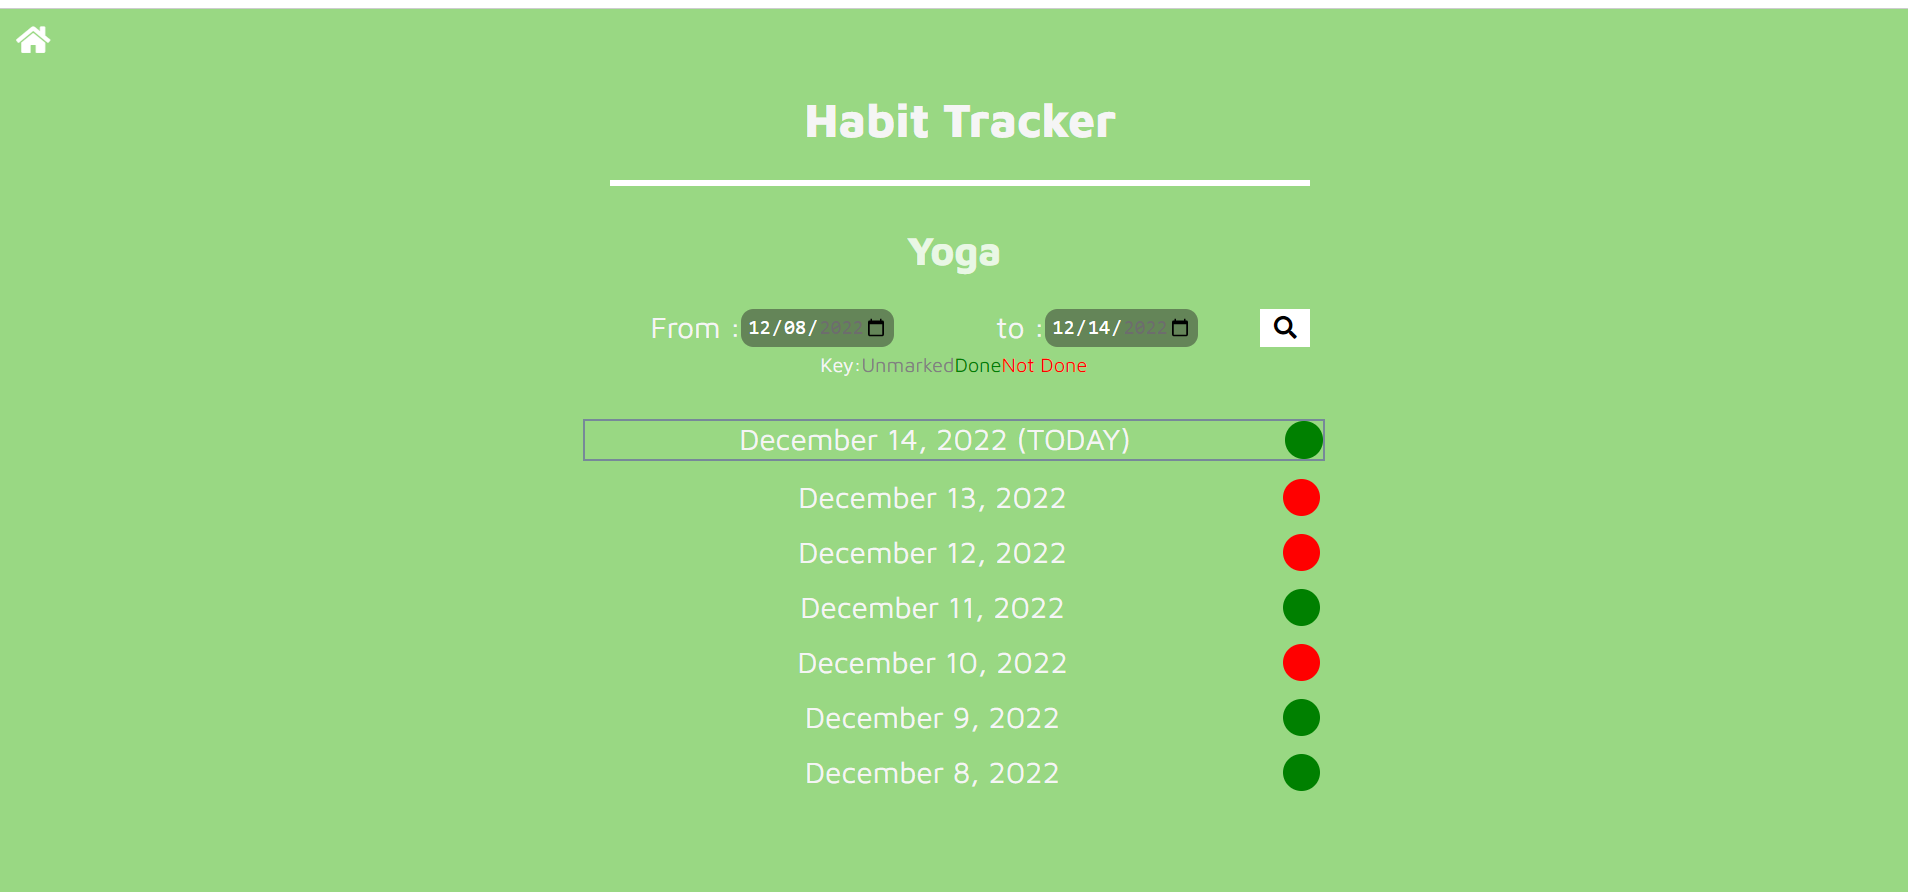 Habit Tracker
Yoga
From : 12/08/2022 to : 12/14/2022
Key:UnmarkedDoneNot Done
December 14, 2022 (TODAY)
December 13, 2022
December 12, 2022
December 11, 2022
December 10, 2022
December 9, 2022
December 8, 2022